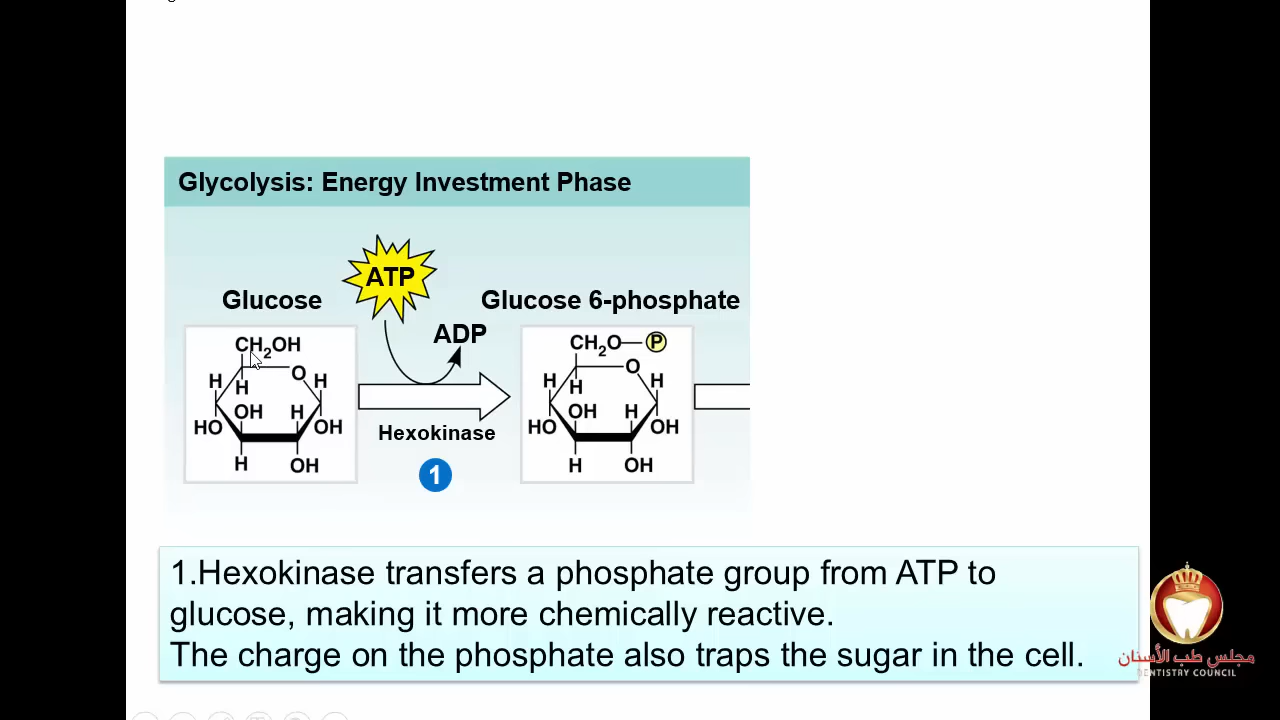 Glycolysis: Energy Investment Phase
ATP
Glucose
Glucose 6-phosphate
ADP
CH2OH
CH2O P
O
O
H
H
H
H
H
H
OH
H
OH
H
HO
OH
HO
OH
H
OH
H
OH
Hexokinase
1
1.Hexokinase transfers a phosphate group from ATP to
glucose, making it more chemically reactive.
The charge on the phosphate also traps the sugar in the cell.
مجلس طب الأسنان
DENTISTRY COUNCIL